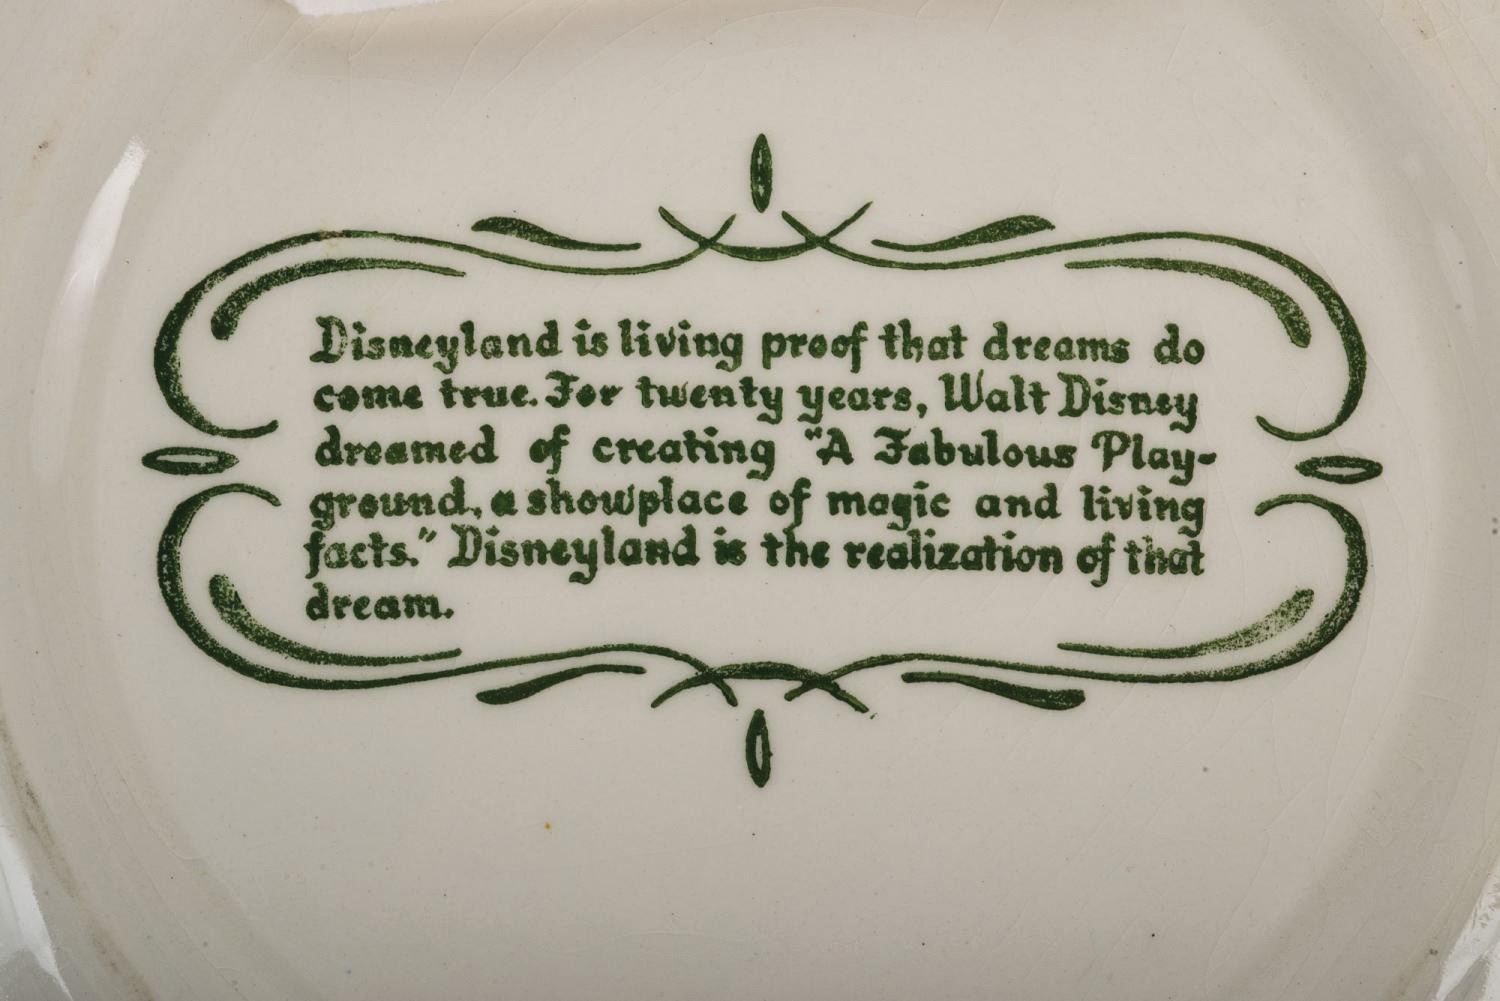 Disneyland is living proof that dreams do
come true. For twenty years, Walt Disney
dreamed of creating "A Fabulous Play-
ground, a showplace of magic and living
facts." Disneyland is the realization of that
dream.